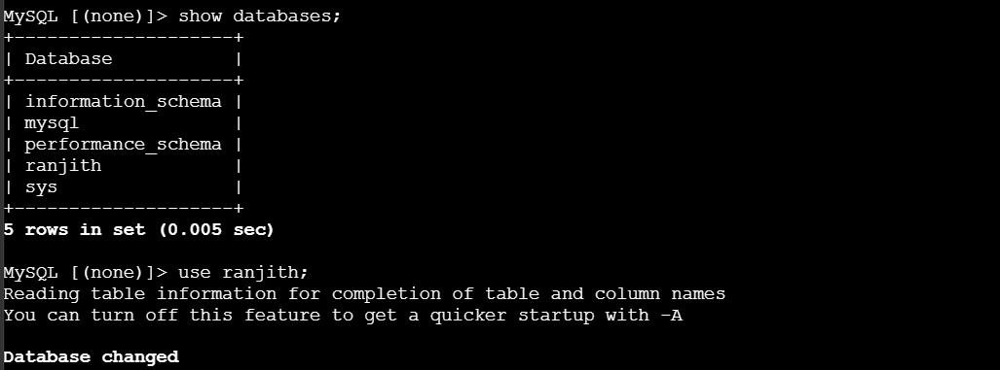 MySQL [(none)]> show databases;
+--------------------+
| Database           |
+--------------------+
| information_schema |
| mysql              |
| performance_schema |
| ranjith            |
| sys                |
+--------------------+
5 rows in set (0.005 sec)

MySQL [(none)]> use ranjith;
Reading table information for completion of table and column names
You can turn off this feature to get a quicker startup with -A

Database changed